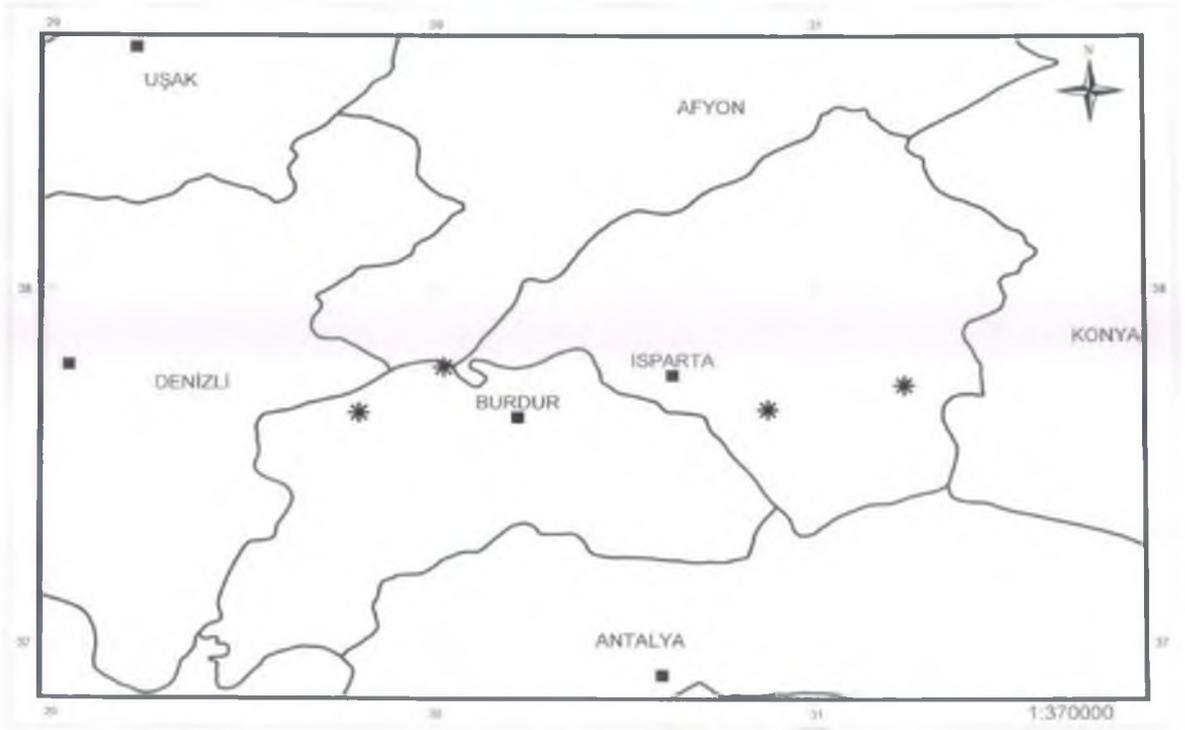 29 30 31
N
UŞAK
AFYON
38 38
KONYA
ISPARTA
DENİZLİ
BURDUR
37 37
ANTALYA
29 30 31
1:370000